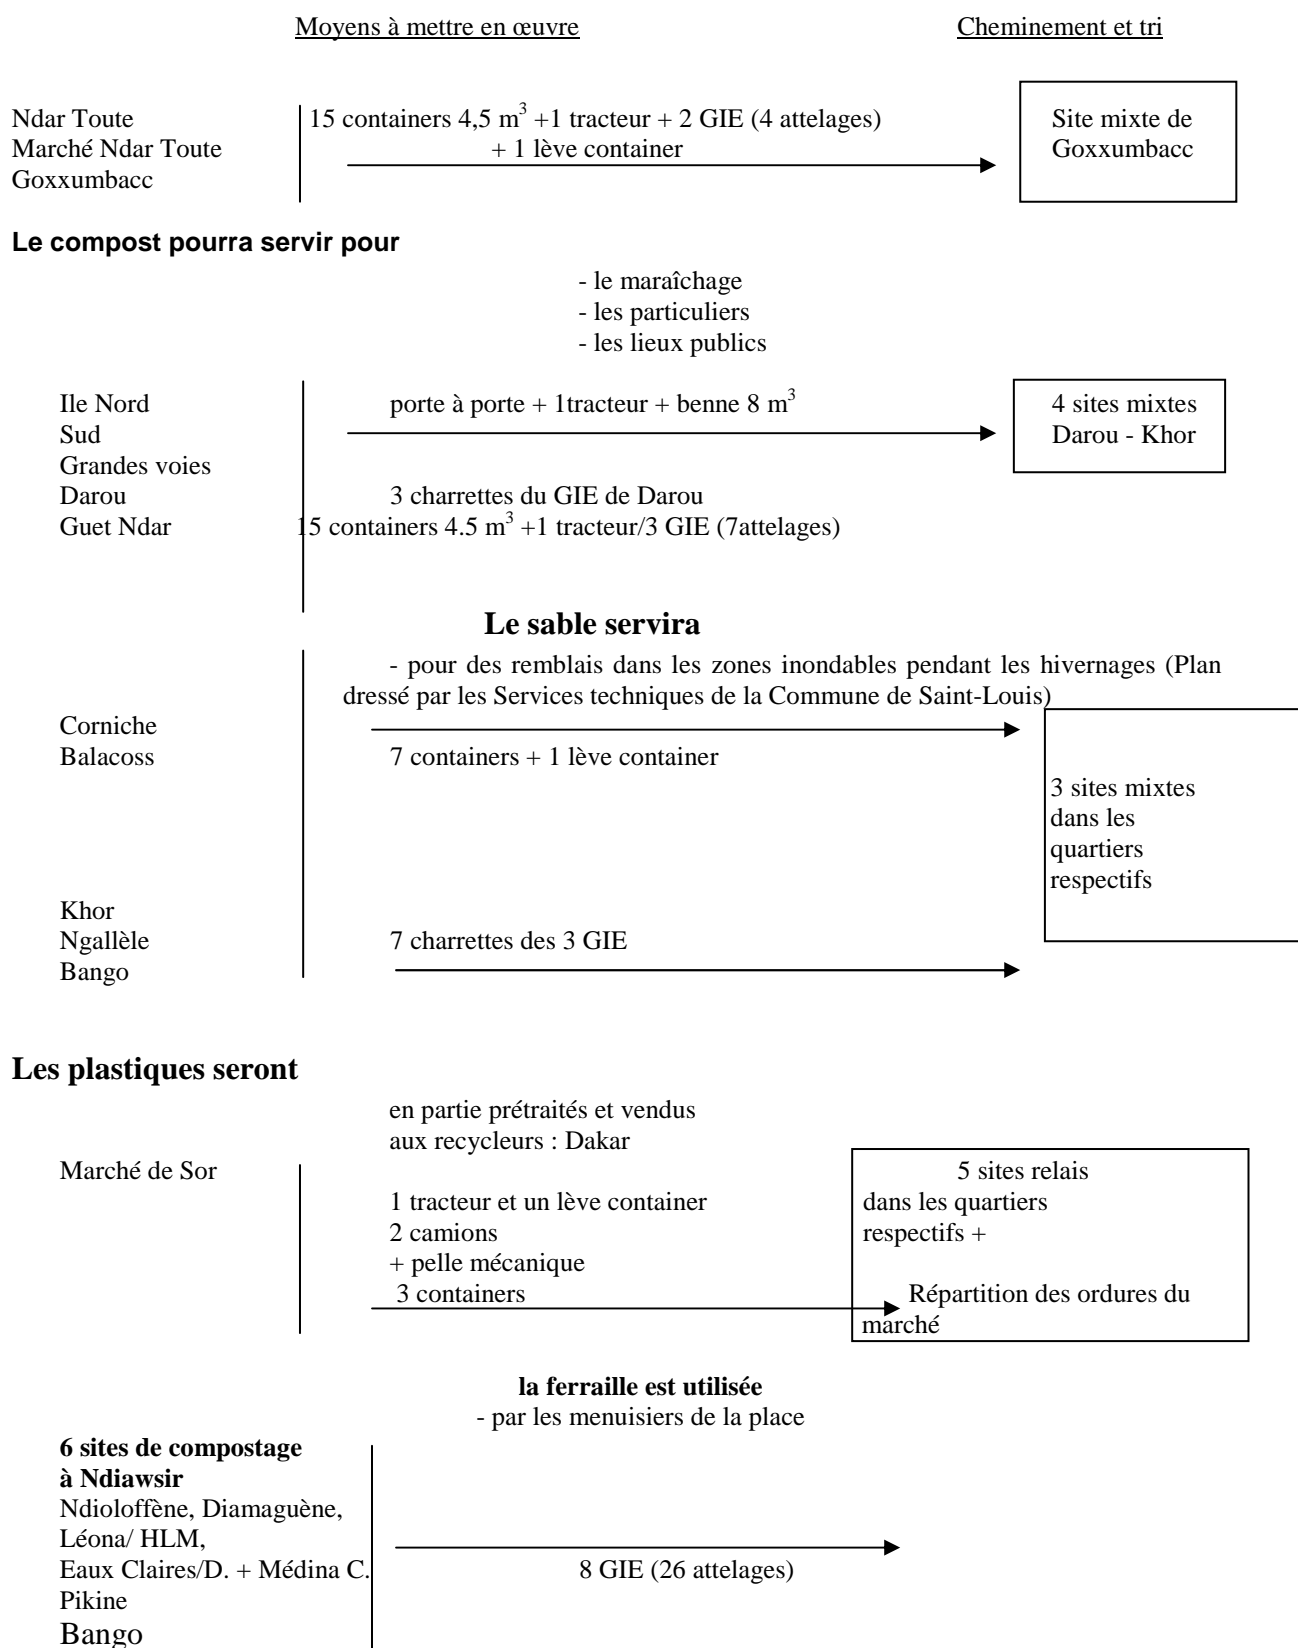 Moyens à mettre en œuvre Cheminement et tri
Ndar Toute 15 containers 4,5 m³ +1 tracteur + 2 GIE (4 attelages) Site mixte de
Marché Ndar Toute + 1 lève container Goxxumbacc
Goxxumbacc
Le compost pourra servir pour
- le maraîchage
- les particuliers
- les lieux publics
Ile Nord porte à porte + 1tracteur + benne 8 m³ 4 sites mixtes
Sud Darou - Khor
Grandes voies
Darou 3 charrettes du GIE de Darou
Guet Ndar 15 containers 4.5 m³ +1 tracteur/3 GIE (7attelages)
Le sable servira
- pour des remblais dans les zones inondables pendant les hivernages (Plan
dressé par les Services techniques de la Commune de Saint-Louis)
Corniche
Balacoss 7 containers + 1 lève container
3 sites mixtes
dans les
quartiers
respectifs
Khor
Ngallèle 7 charrettes des 3 GIE
Bango
Les plastiques seront
en partie prétraités et vendus
aux recycleurs : Dakar
Marché de Sor 5 sites relais
1 tracteur et un lève container dans les quartiers
2 camions respectifs +
+ pelle mécanique
3 containers Répartition des ordures du
marché
la ferraille est utilisée
- par les menuisiers de la place
6 sites de compostage
à Ndiawsir
Ndioloffène, Diamaguène,
Léona/ HLM,
Eaux Claires/D. + Médina C. 8 GIE (26 attelages)
Pikine
Bango